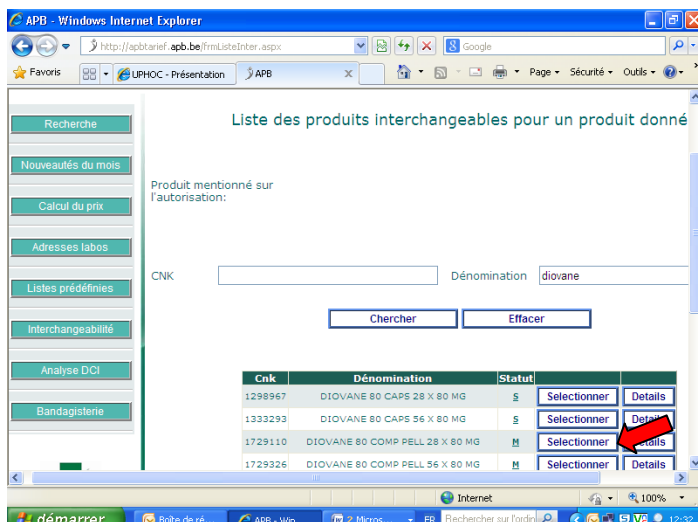 APB - Windows Internet Explorer
http://apbtarief.apb.be/frmListeInter.aspx
Google
Favoris
UPHOC - Présentation
APB
Page
Sécurité
Outils
Recherche
Liste des produits interchangeables pour un produit donné
Nouveautés du mois
Produit mentionné sur
l'autorisation:
Calcul du prix
Adresses labos
CNK
Dénomination
diovane
Listes prédéfinies
Chercher
Effacer
Interchangeabilité
Analyse DCI
Cnk Dénomination Statut
1298967 DIOVANE 80 CAPS 28 X 80 MG S Selectionner Details
Bandagisterie
1333293 DIOVANE 80 CAPS 56 X 80 MG S Selectionner Details
1729110 DIOVANE 80 COMP PELL 28 X 80 MG M Selectionner Details
1729326 DIOVANE 80 COMP PELL 56 X 80 MG M Selectionner Details
Internet
100%
démarrer
Boîte de ré...
APB - Win...
2 Micros...
FR
Rechercher sur l'ordin
12:32